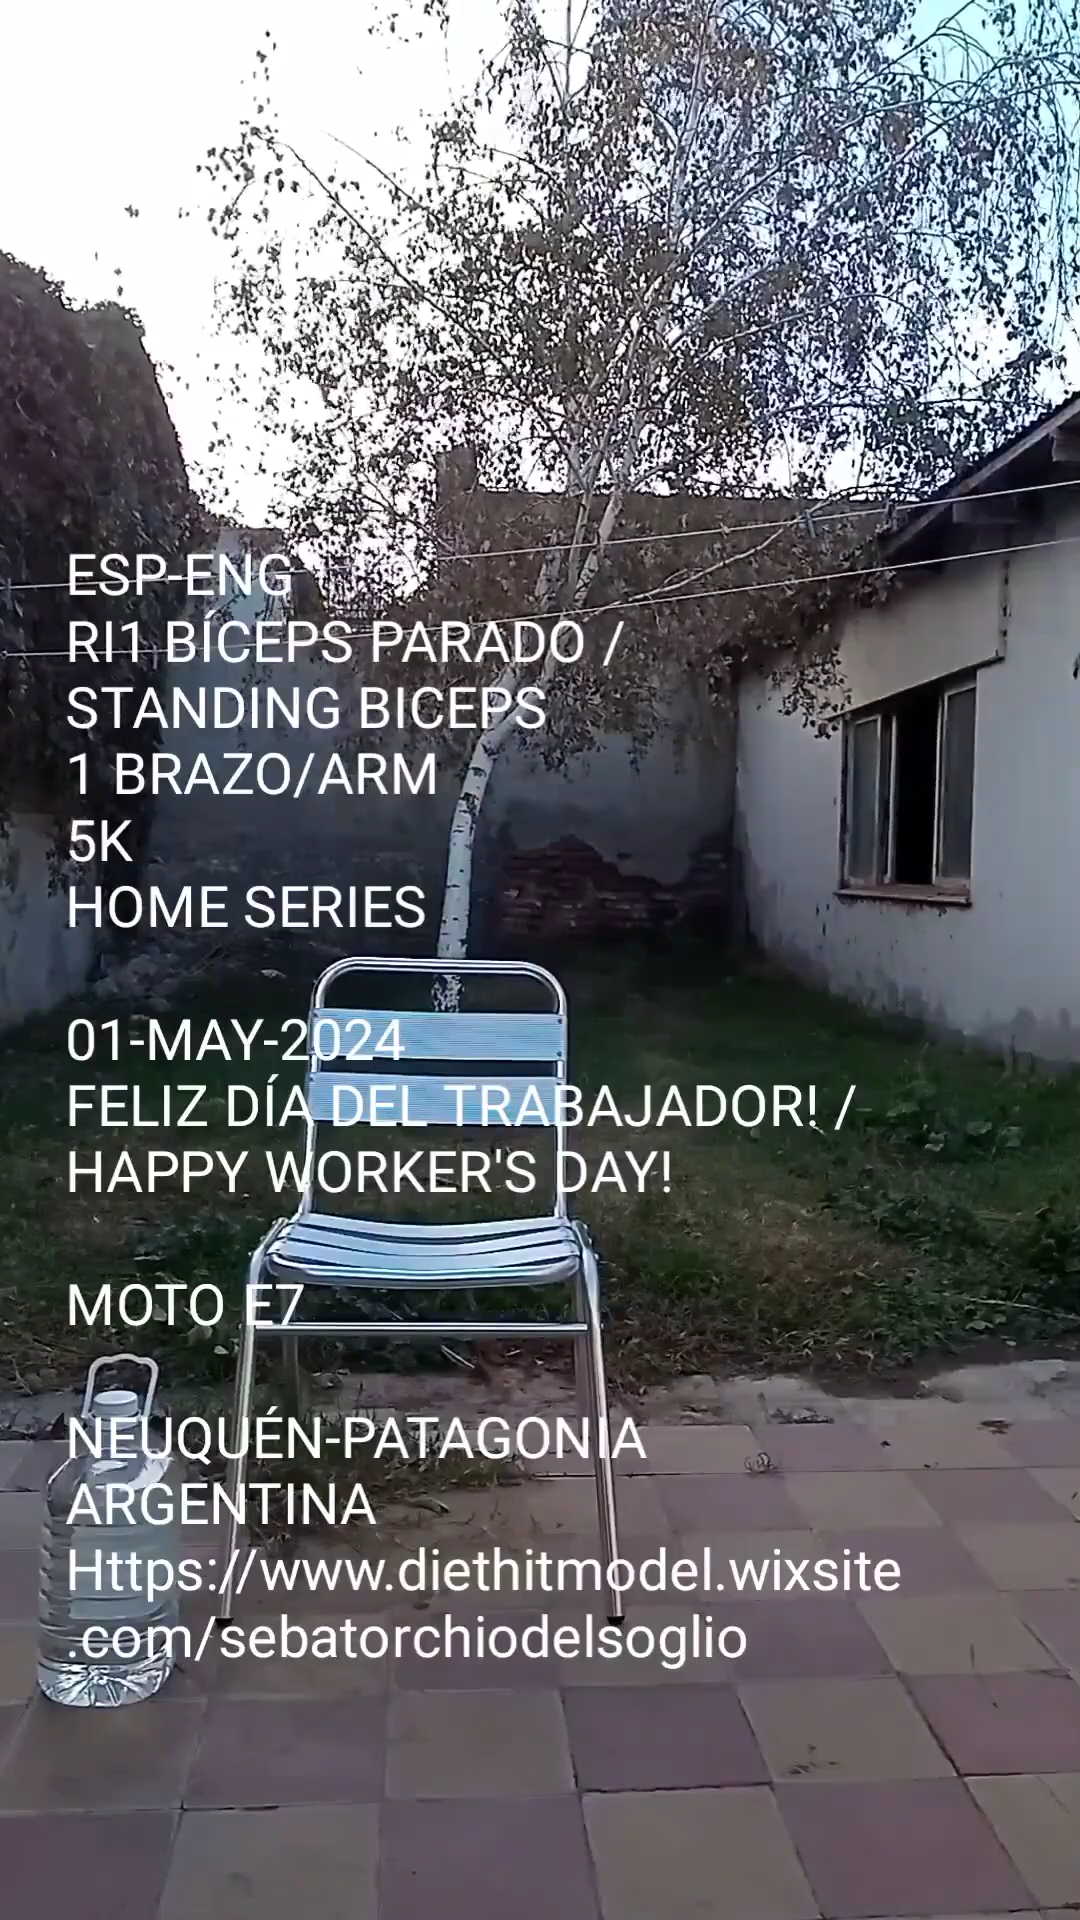 ESP-ENG
RI1 BÍCEPS PARADO /
STANDING BICEPS
1 BRAZO/ARM
5K
HOME SERIES
01-MAY-2024
FELIZ DÍA DEL TRABAJADOR! /
HAPPY WORKER'S DAY!
MOTO E7
NEUQUÉN-PATAGONIA
ARGENTINA
Https://www.diethitmodel.wixsite
.com/sebatorchiodelsoglio